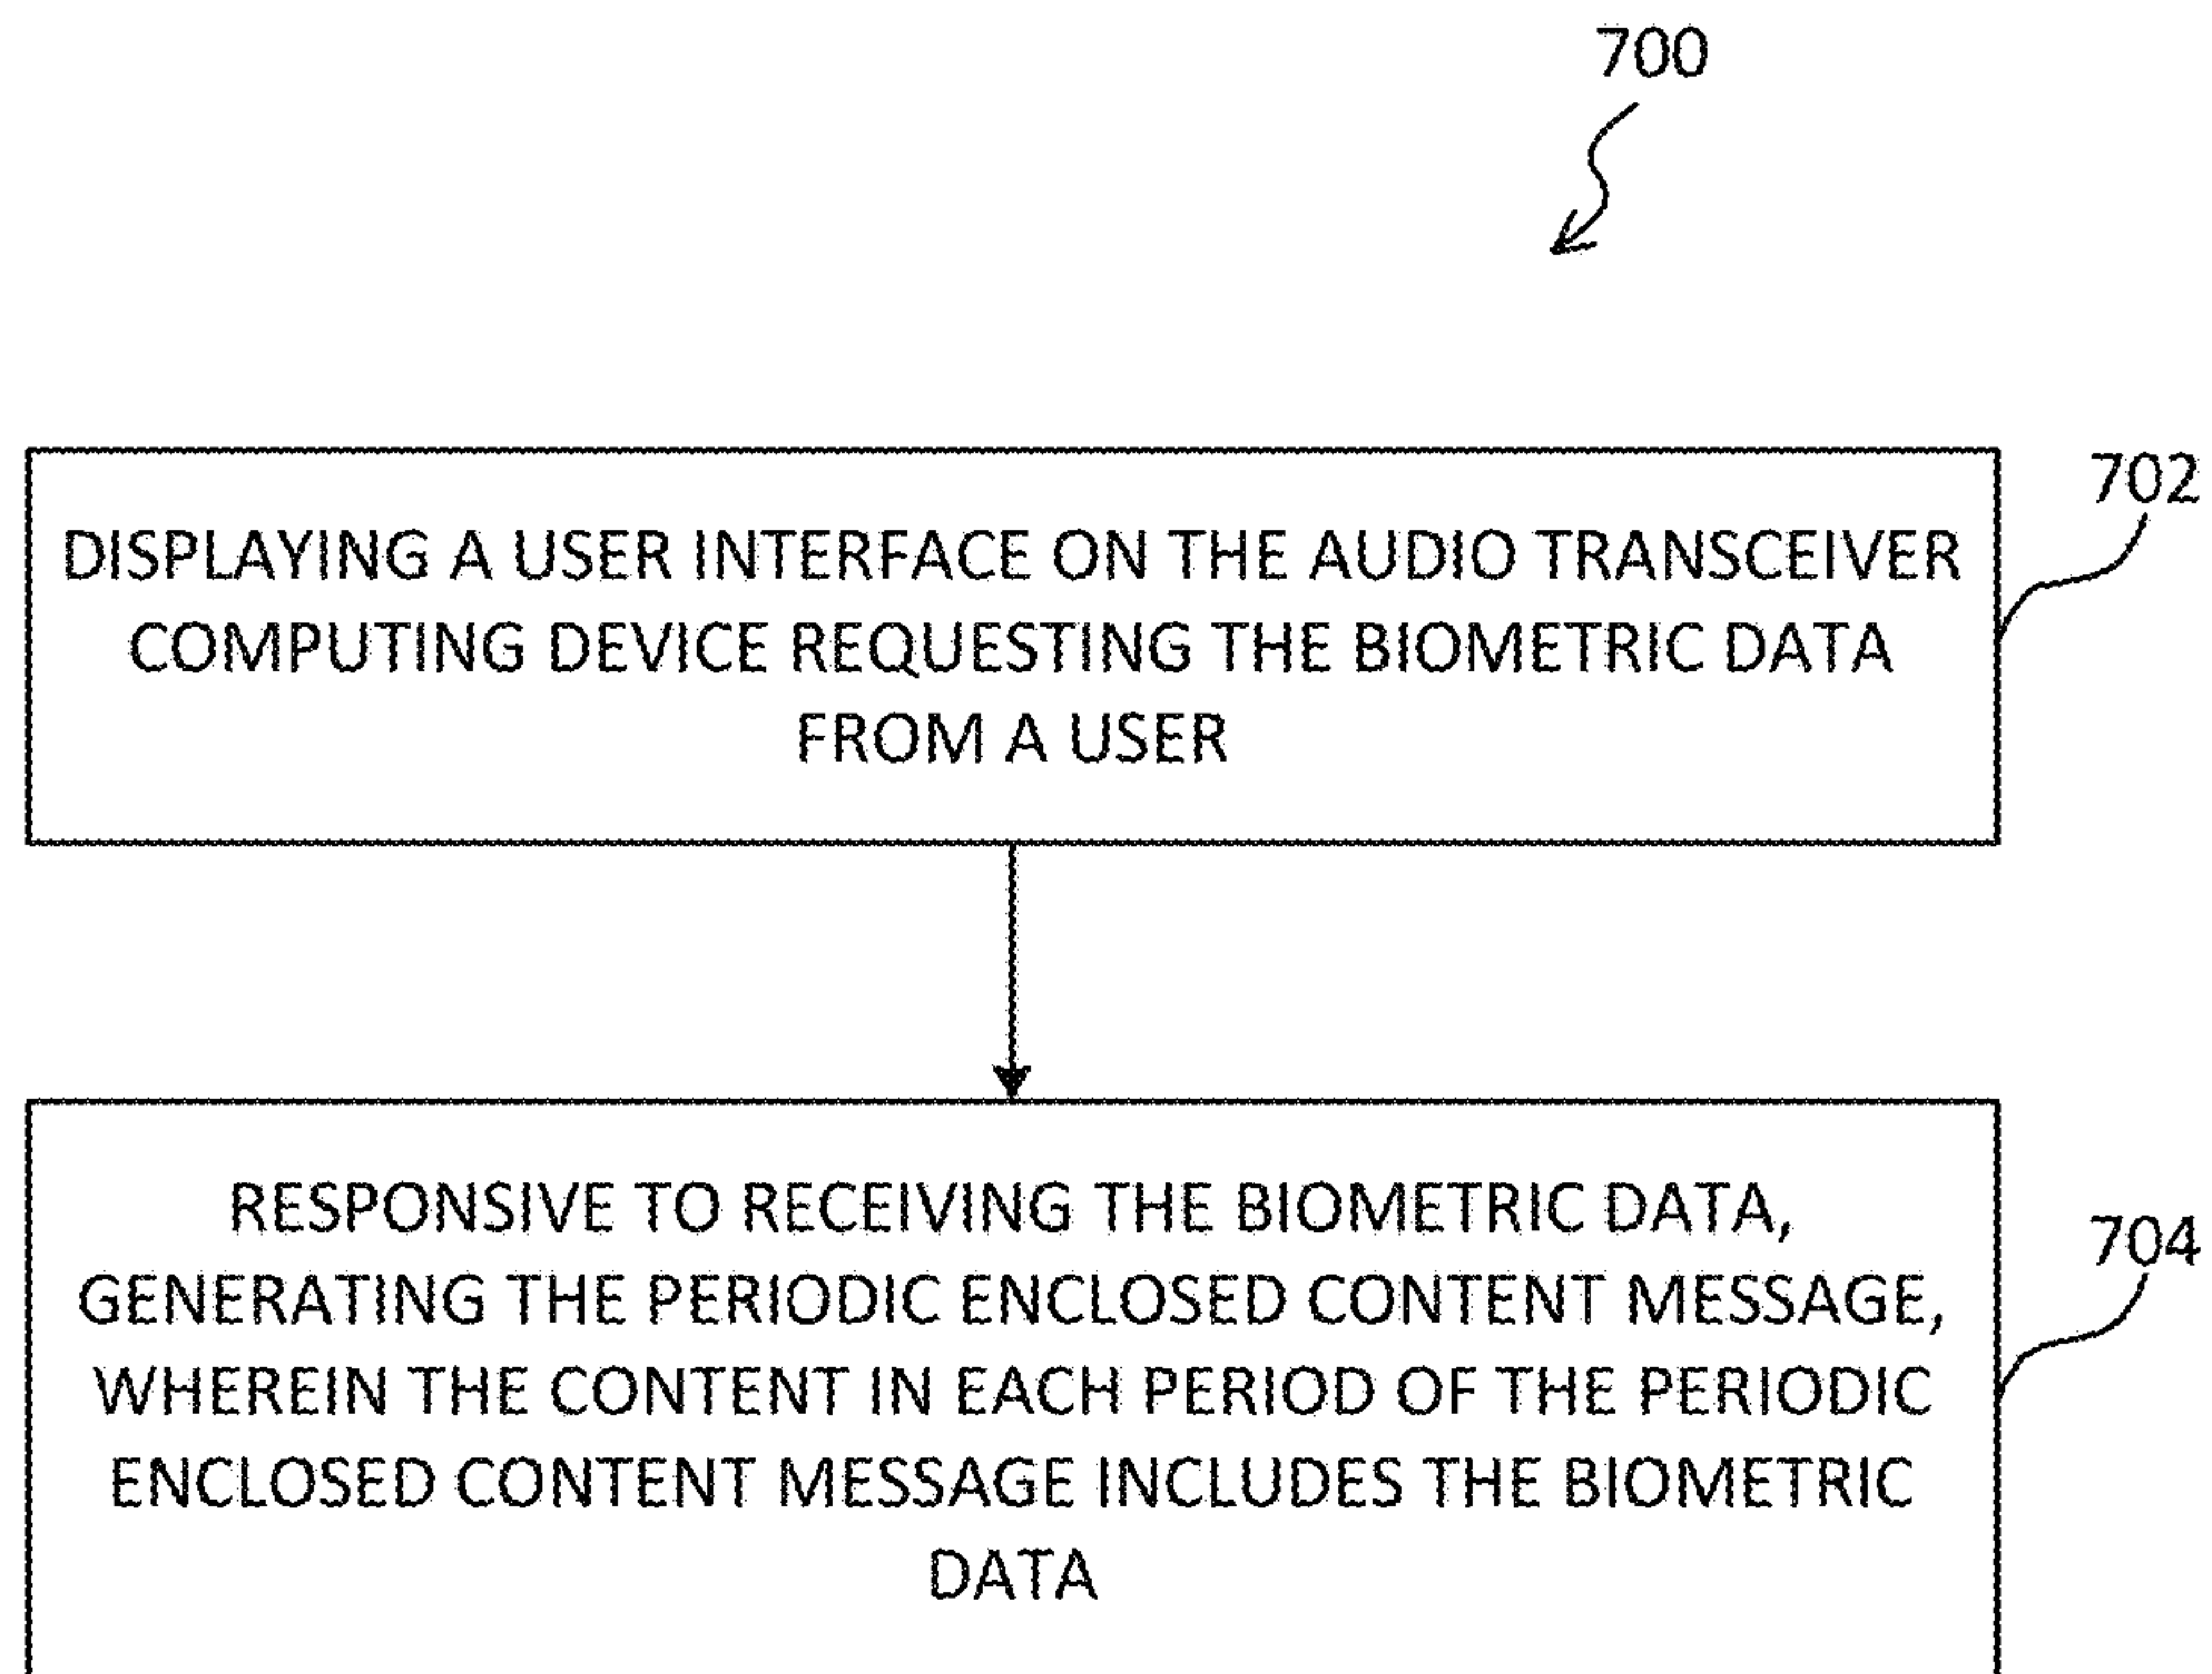 700
702
DISPLAYING A USER INTERFACE ON THE AUDIO TRANSCEIVER
COMPUTING DEVICE REQUESTING THE BIOMETRIC DATA
FROM A USER
704
RESPONSIVE TO RECEIVING THE BIOMETRIC DATA,
GENERATING THE PERIODIC ENCLOSED CONTENT MESSAGE,
WHEREIN THE CONTENT IN EACH PERIOD OF THE PERIODIC
ENCLOSED CONTENT MESSAGE INCLUDES THE BIOMETRIC
DATA